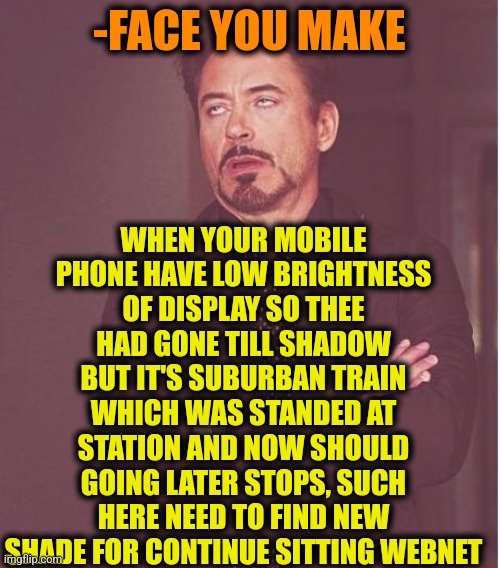 -FACE YOU MAKE
WHEN YOUR MOBILE
PHONE HAVE LOW BRIGHTNESS
OF DISPLAY SO THEE
HAD GONE TILL SHADOW
BUT IT'S SUBURBAN TRAIN
WHICH WAS STANDED AT
STATION AND NOW SHOULD
GOING LATER STOPS, SUCH
HERE NEED TO FIND NEW
SHADE FOR CONTINUE SITTING WEBNET
imgflip.com